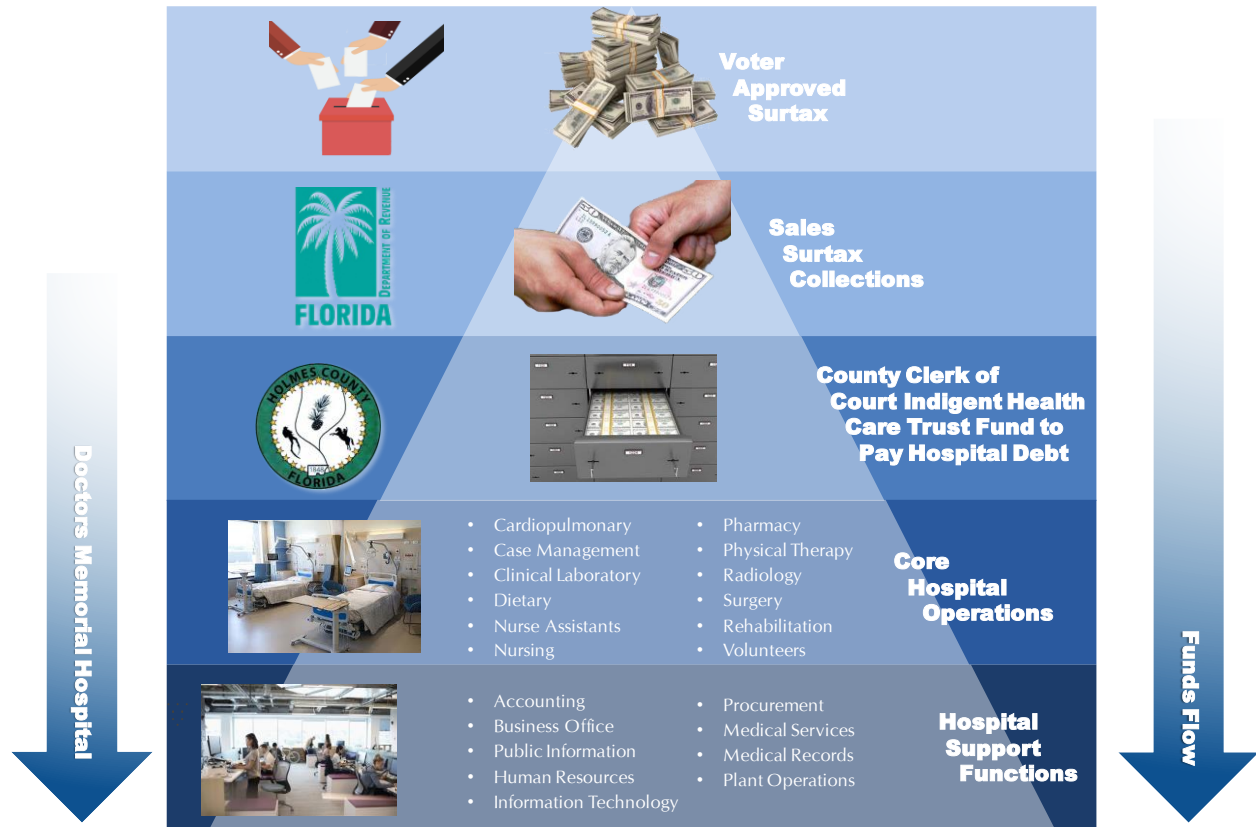 Voter
Approved
Surtax
DEPARTMENT OF REVENUE
FLORIDA
Sales
Surtax
Collections
HOLMES COUNTY
1848
FLORIDA
County Clerk of
Court Indigent Health
Care Trust Fund to
Pay Hospital Debt
• Cardiopulmonary
• Case Management
• Clinical Laboratory
• Dietary
• Nurse Assistants
• Nursing
• Pharmacy
• Physical Therapy
• Radiology
• Surgery
• Rehabilitation
• Volunteers
Core
Hospital
Operations
• Accounting
• Business Office
• Public Information
• Human Resources
• Information Technology
• Procurement
• Medical Services
• Medical Records
• Plant Operations
Hospital
Support
Functions
Doctors Memorial Hospital
Funds Flow